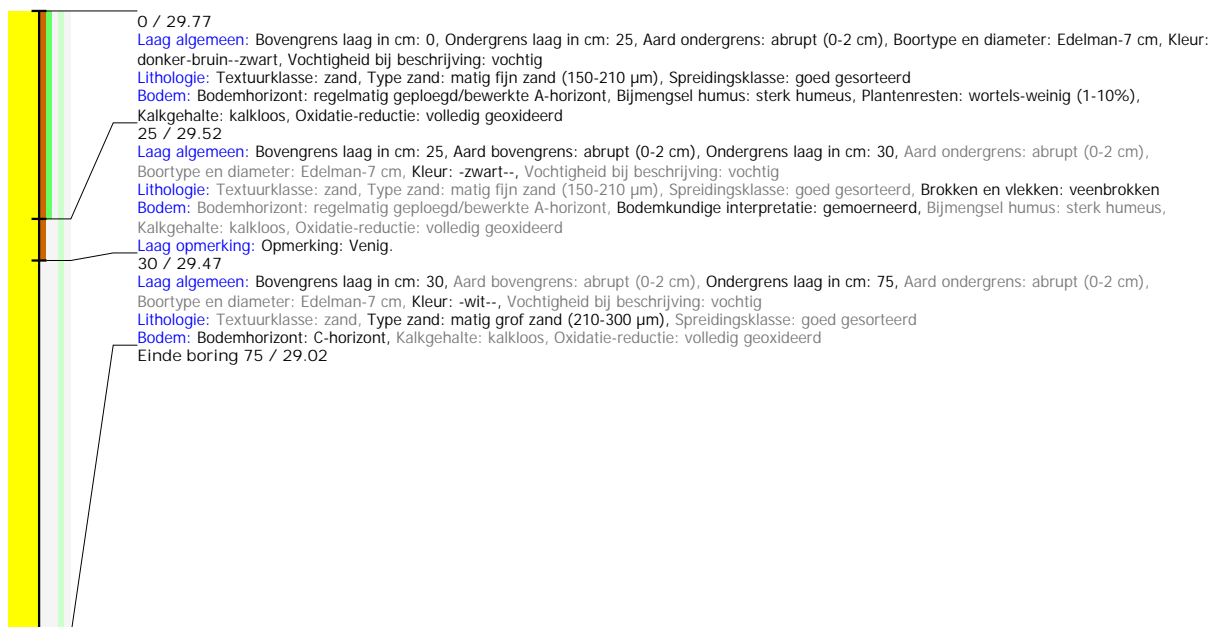 0 / 29.77
Laag algemeen: Bovengrens laag in cm: 0, Ondergrens laag in cm: 25, Aard ondergrens: abrupt (0-2 cm), Boortype en diameter: Edelman-7 cm, Kleur:
donker-bruin--zwart, Vochtigheid bij beschrijving: vochtig
Lithologie: Textuurklasse: zand, Type zand: matig fijn zand (150-210 µm), Spreidingsklasse: goed gesorteerd
Bodem: Bodemhorizont: regelmatig geploegd/bewerkte A-horizont, Bijmengsel humus: sterk humeus, Plantenresten: wortels-weinig (1-10%),
Kalkgehalte: kalkloos, Oxidatie-reductie: volledig geoxideerd
25 / 29.52
Laag algemeen: Bovengrens laag in cm: 25, Aard bovengrens: abrupt (0-2 cm), Ondergrens laag in cm: 30, Aard ondergrens: abrupt (0-2 cm),
Boortype en diameter: Edelman-7 cm, Kleur: -zwart--, Vochtigheid bij beschrijving: vochtig
Lithologie: Textuurklasse: zand, Type zand: matig fijn zand (150-210 µm), Spreidingsklasse: goed gesorteerd, Brokken en vlekken: veenbrokken
Bodem: Bodemhorizont: regelmatig geploegd/bewerkte A-horizont, Bodemkundige interpretatie: gemoerneerd, Bijmengsel humus: sterk humeus,
Kalkgehalte: kalkloos, Oxidatie-reductie: volledig geoxideerd
Laag opmerking: Opmerking: Venig.
30 / 29.47
Laag algemeen: Bovengrens laag in cm: 30, Aard bovengrens: abrupt (0-2 cm), Ondergrens laag in cm: 75, Aard ondergrens: abrupt (0-2 cm),
Boortype en diameter: Edelman-7 cm, Kleur: -wit--, Vochtigheid bij beschrijving: vochtig
Lithologie: Textuurklasse: zand, Type zand: matig grof zand (210-300 µm), Spreidingsklasse: goed gesorteerd
Bodem: Bodemhorizont: C-horizont, Kalkgehalte: kalkloos, Oxidatie-reductie: volledig geoxideerd
Einde boring 75 / 29.02